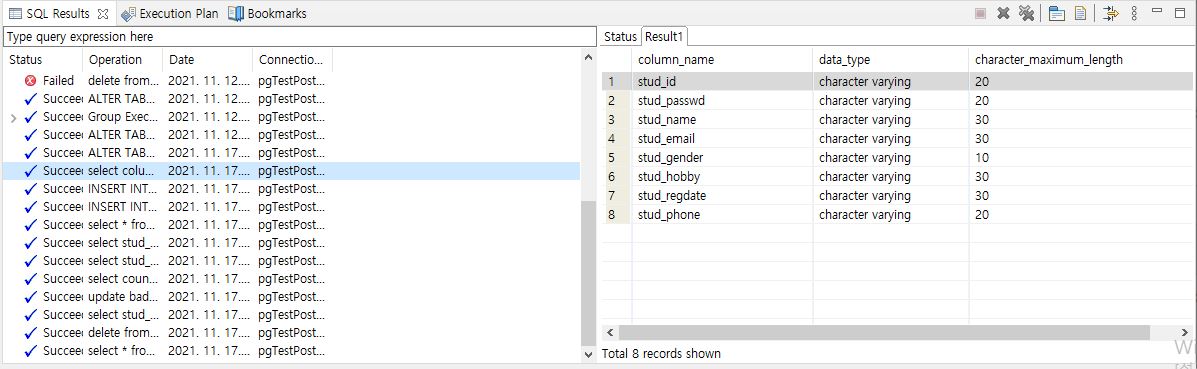 SQL Results Execution Plan Bookmarks
Type query expression here
Status Operation Date Connectio...
Failed delete from... 2021. 11. 12... pgTestPost...
Succee ALTER TAB... 2021. 11. 12... pgTestPost...
Succee Group Exec... 2021. 11. 12... pgTestPost...
Succee ALTER TAB... 2021. 11. 12... pgTestPost...
Succee ALTER TAB... 2021. 11. 17.... pgTestPost...
Succee select colu... 2021. 11. 17.... pgTestPost...
Succee INSERT INT... 2021. 11. 17.... pgTestPost...
Succee INSERT INT... 2021. 11. 17.... pgTestPost...
Succee select * fro... 2021. 11. 17.... pgTestPost...
Succee select stud_... 2021. 11. 17.... pgTestPost...
Succee select stud_... 2021. 11. 17.... pgTestPost...
Succee select coun... 2021. 11. 17.... pgTestPost...
Succee update bad... 2021. 11. 17.... pgTestPost...
Succee select stud_... 2021. 11. 17.... pgTestPost...
Succee delete from... 2021. 11. 17.... pgTestPost...
Succee select * fro... 2021. 11. 17.... pgTestPost...
Status Result1
column_name data_type character_maximum_length
1 stud_id character varying 20
2 stud_passwd character varying 20
3 stud_name character varying 30
4 stud_email character varying 30
5 stud_gender character varying 10
6 stud_hobby character varying 30
7 stud_regdate character varying 30
8 stud_phone character varying 20
Total 8 records shown